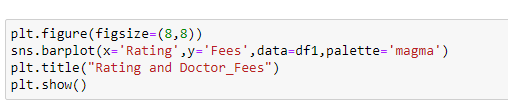 plt.figure(figsize=(8,8))
sns.barplot(x='Rating',y='Fees',data=df1,palette='magma')
plt.title("Rating and Doctor_Fees")
plt.show()